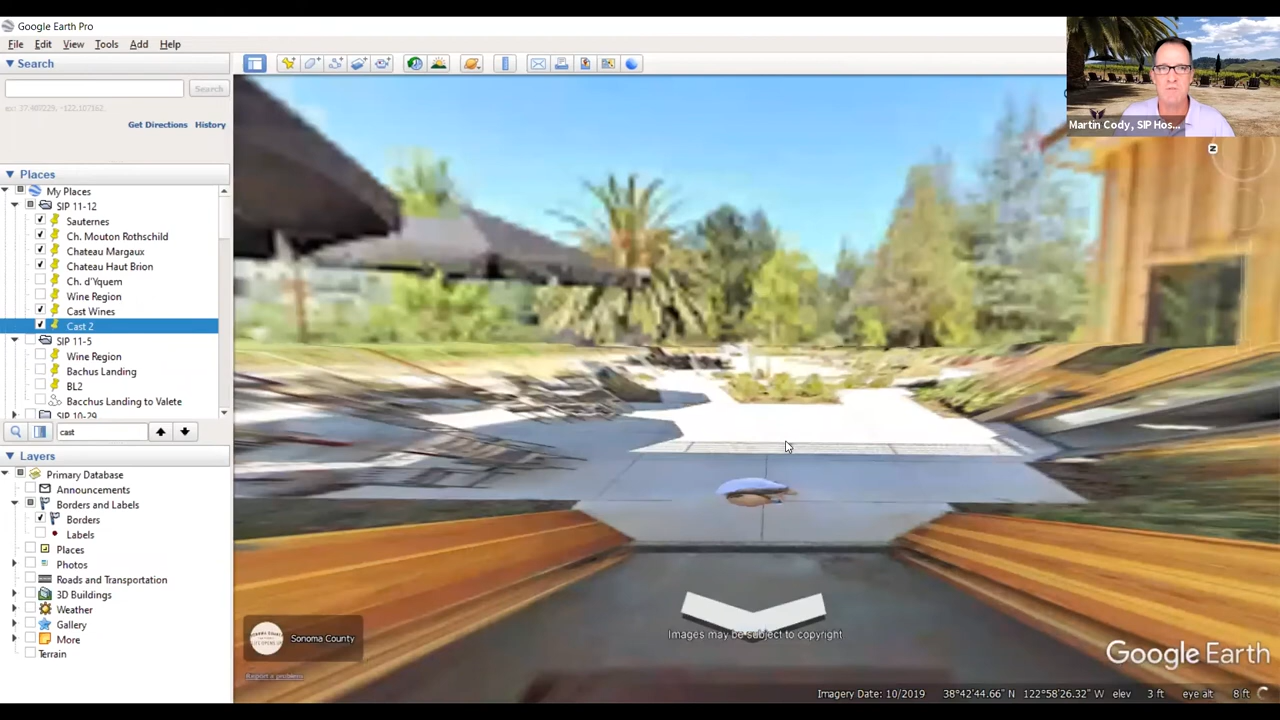 Google Earth Pro
File Edit View Tools Add Help
Search
Search
Get Directions History
Places
My Places
SIP 11-12
Sauternes
Ch. Mouton Rothschild
Chateau Margaux
Chateau Haut Brion
Ch. d'Yquem
Wine Region
Cast Wines
Cast 2
SIP 11-5
Wine Region
Bachus Landing
BL2
Bacchus Landing to Valete
SIP 10-29
cast
Layers
Primary Database
Announcements
Borders and Labels
Borders
Labels
Places
Photos
Roads and Transportation
3D Buildings
Weather
Gallery
More
Terrain
Martin Cody, SIP Hos...
Sonoma County
Report a problem
Images may be subject to copyright
Google Earth
Imagery Date: 10/2019 38°42'44.66" N 122°58'26.32" W elev 3 ft eye alt 8 ft